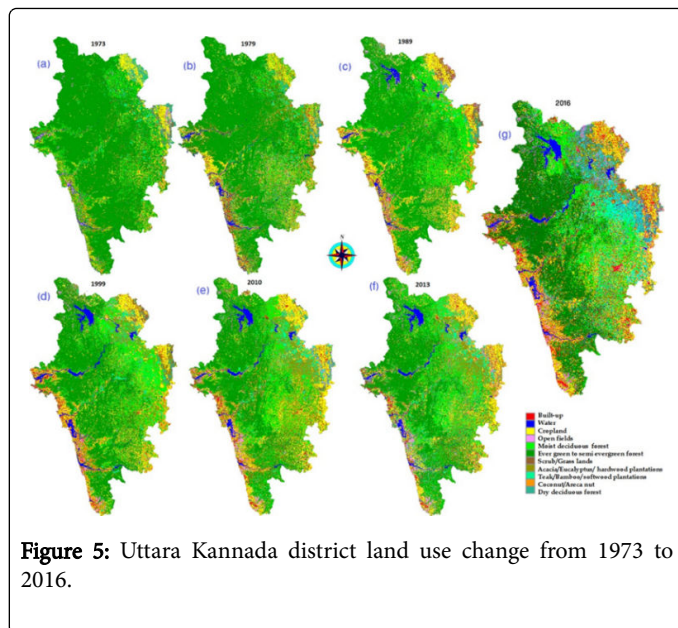 1973
1979
1989
2016
(a)
(b)
(c)
(g)
N
1999
2010
2013
(d)
(e)
(f)
Built-up
Water
Cropland
Open fields
Moist deciduous forest
Ever green to semi evergreen forest
Scrub/Grass lands
Acacia/Eucalyptus/ hardwood plantations
Teak/Bamboo/softwood plantations
Coconut/Areca nut
Dry deciduous forest
Figure 5: Uttara Kannada district land use change from 1973 to
2016.